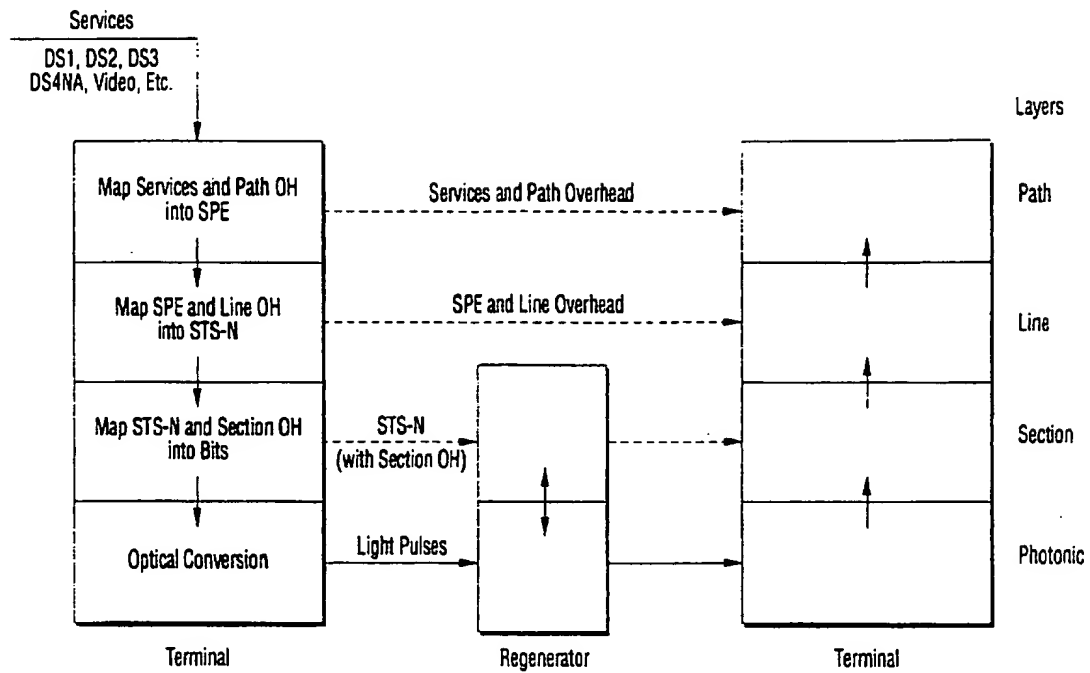 Services
DS1, DS2, DS3
DS4NA, Video, Etc.
Layers
Map Services and Path OH
into SPE
Services and Path Overhead
Path
Map SPE and Line OH
into STS-N
SPE and Line Overhead
Line
Map STS-N and Section OH
into Bits
STS-N
(with Section OH)
Section
Optical Conversion
Light Pulses
Photonic
Terminal
Regenerator
Terminal